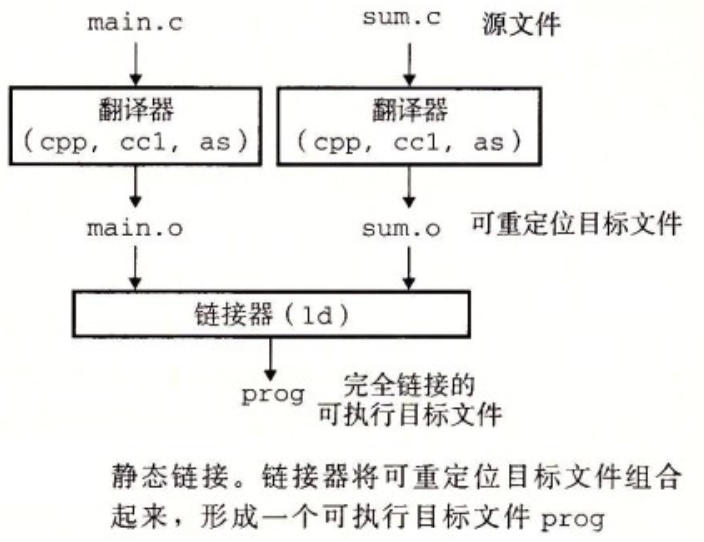 main.c
sum.c
源文件
翻译器
(cpp, cc1, as)
翻译器
(cpp, cc1, as)
main.o
sum.o
可重定位目标文件
链接器(ld)
prog
完全链接的
可执行目标文件
静态链接。链接器将可重定位目标文件组合
起来，形成一个可执行目标文件 prog